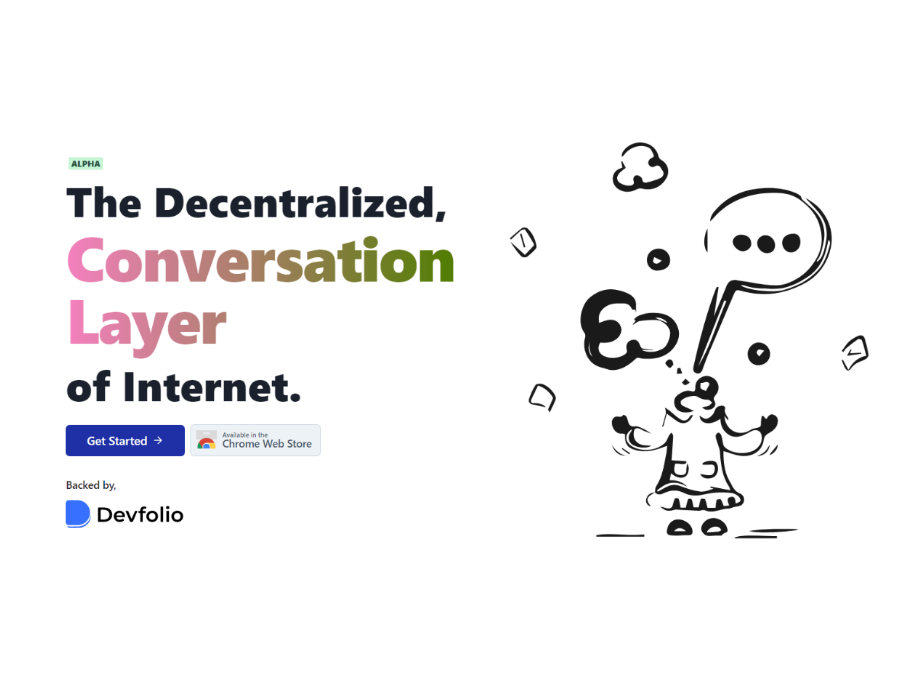 ALPHA
The Decentralized,
Conversation
Layer
of Internet.
Get Started →
Available in the
Chrome Web Store
Backed by,
Devfolio